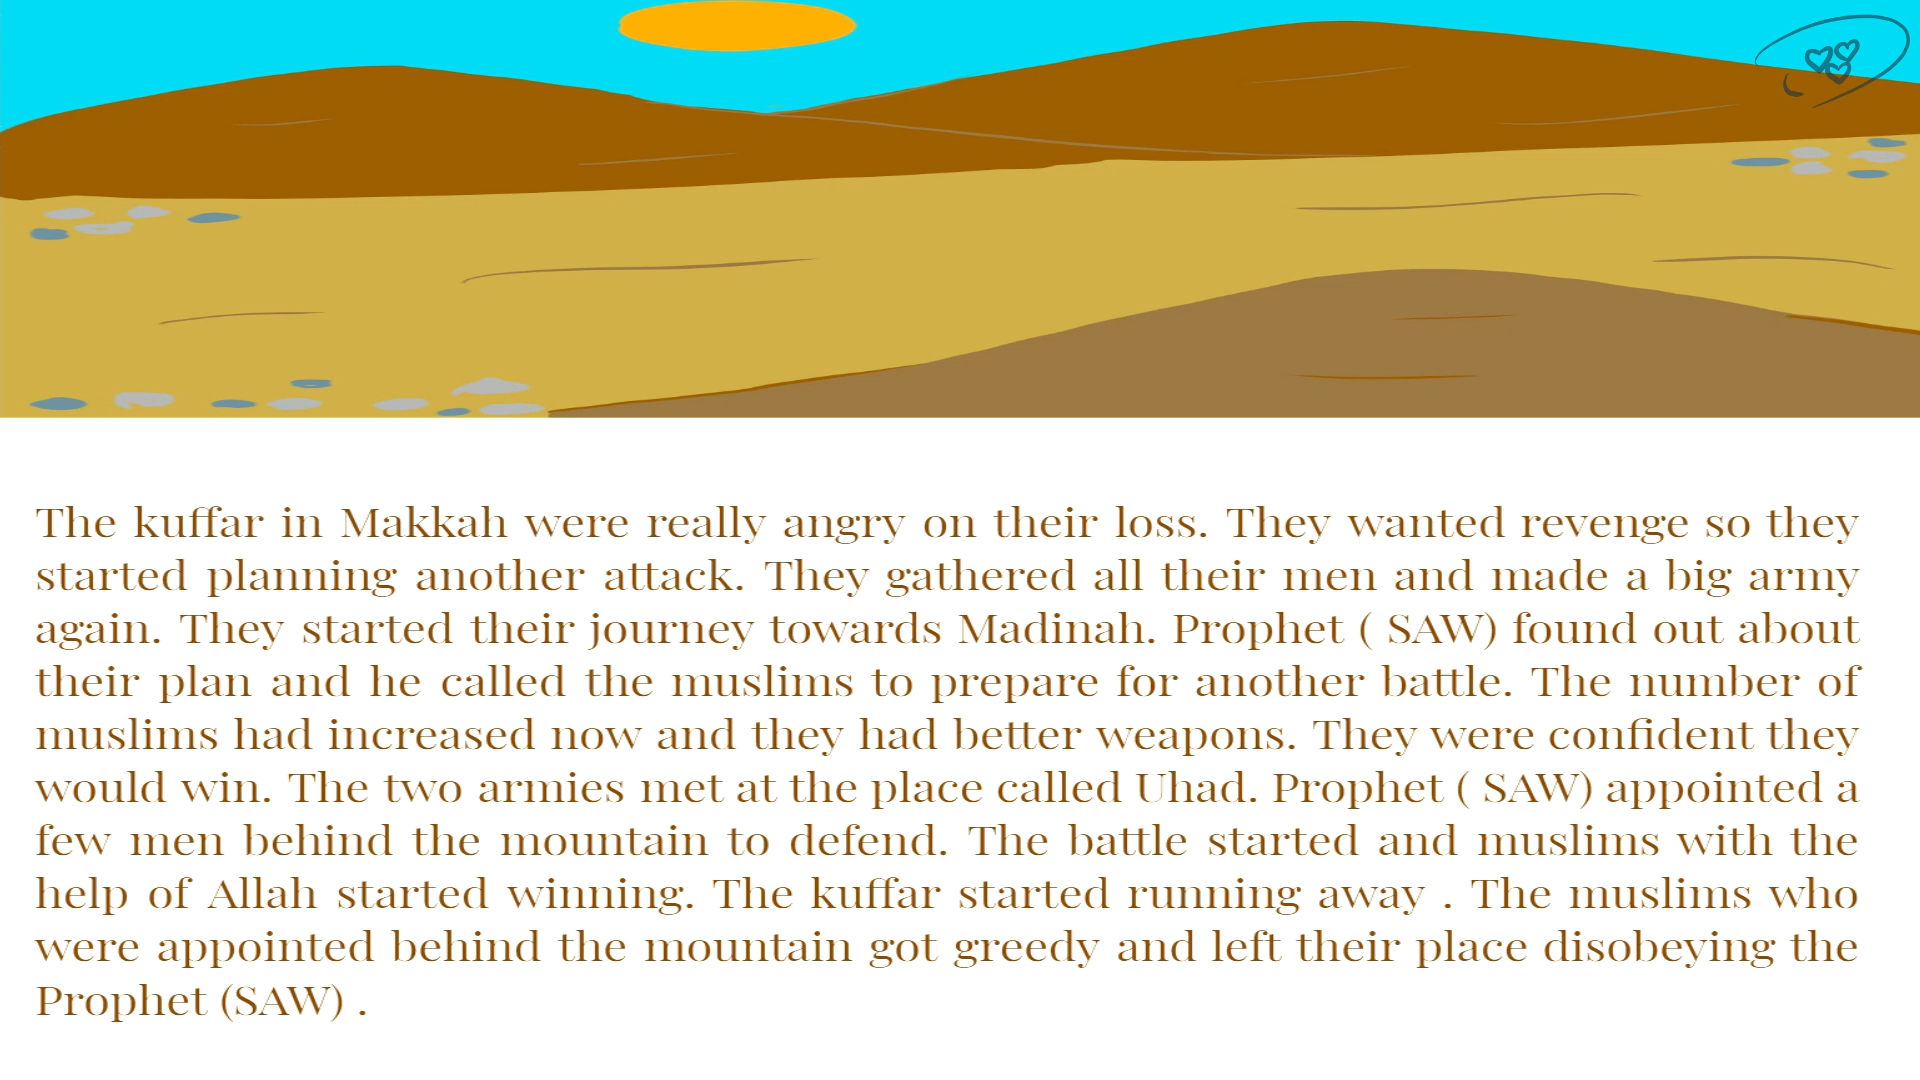 The kuffar in Makkah were really angry on their loss. They wanted revenge so they
started planning another attack. They gathered all their men and made a big army
again. They started their journey towards Madinah. Prophet ( SAW) found out about
their plan and he called the muslims to prepare for another battle. The number of
muslims had increased now and they had better weapons. They were confident they
would win. The two armies met at the place called Uhad. Prophet ( SAW) appointed a
few men behind the mountain to defend. The battle started and muslims with the
help of Allah started winning. The kuffar started running away . The muslims who
were appointed behind the mountain got greedy and left their place disobeying the
Prophet (SAW) .